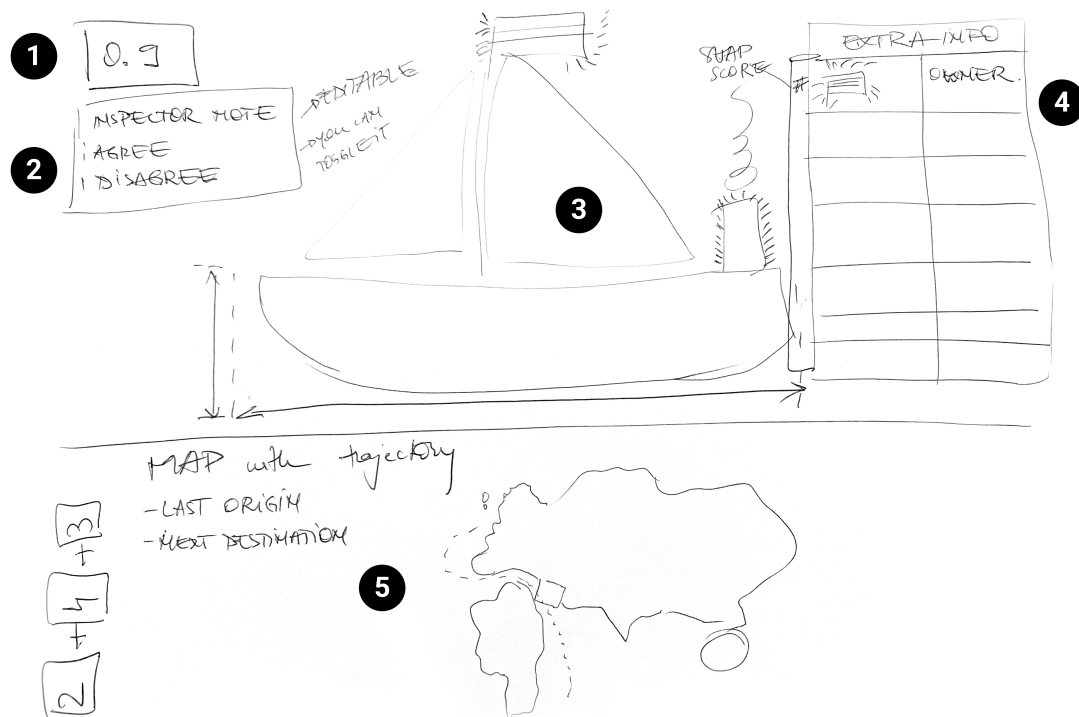 1
0.9
2
INSPECTOR NOTE
AGREE
DISAGREE
EDITABLE
YOU CAN
TOGGLE IT
3
SHAP
SCORE
EXTRA-INFO
#
OWNER.
4
MAP with trajectory
- LAST ORIGIN
- NEXT DESTINATION
5
3
+
4
+
2